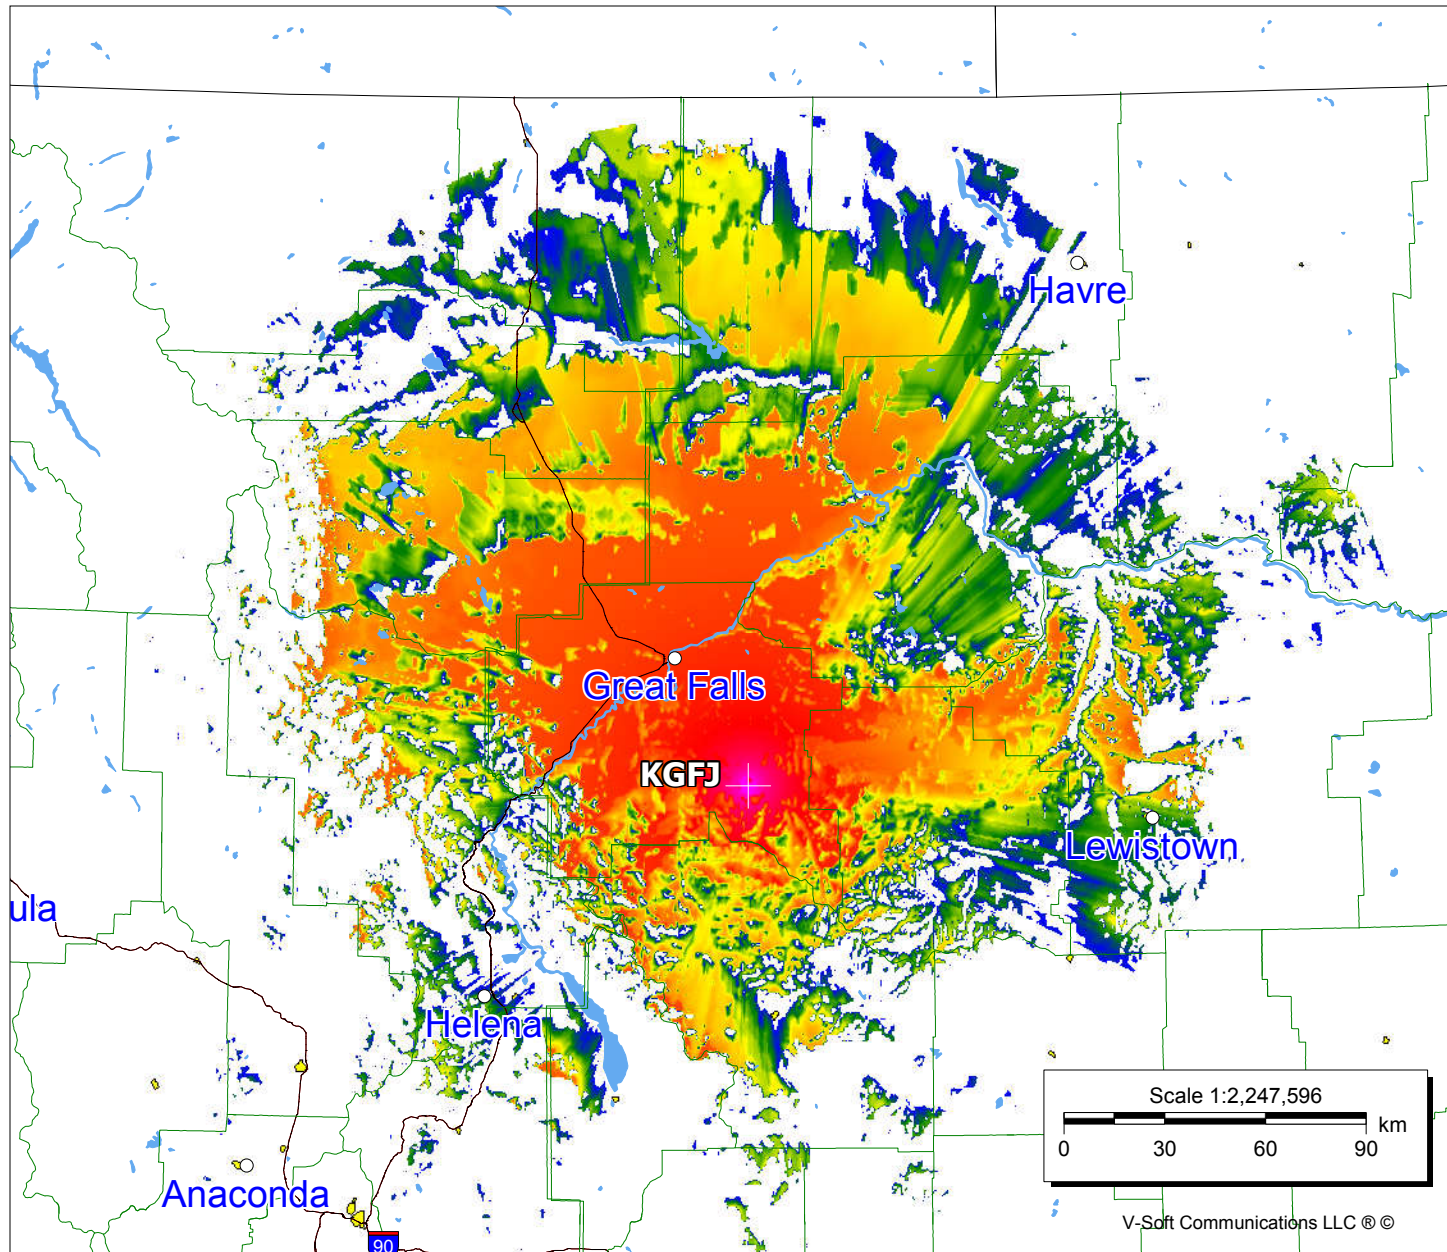 Havre
Great Falls
KGFJ
Lewistown
ula
Helena
Scale 1:2,247,596
km
0 30 60 90
Anaconda
V-Soft Communications LLC ® ©
90